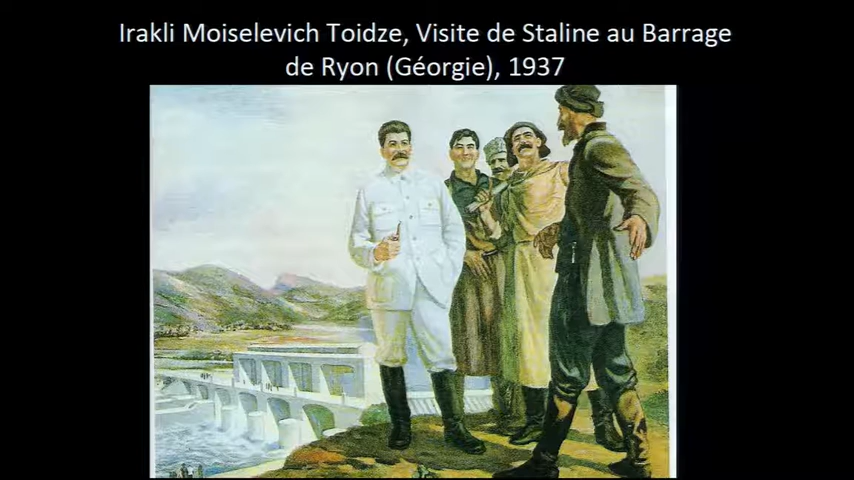 Irakli Moiselevich Toidze, Visite de Staline au Barrage
de Ryon (Géorgie), 1937